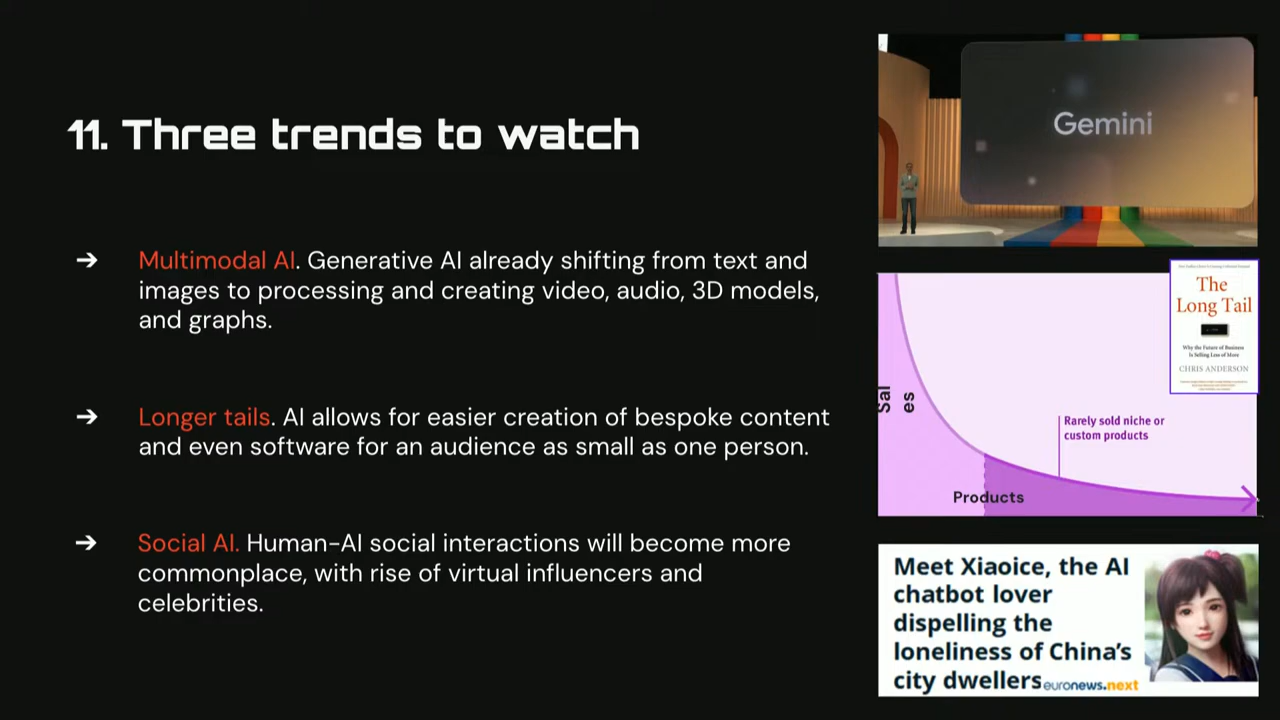 11. Three trends to watch
➔ Multimodal AI. Generative AI already shifting from text and
images to processing and creating video, audio, 3D models,
and graphs.
➔ Longer tails. AI allows for easier creation of bespoke content
and even software for an audience as small as one person.
➔ Social AI. Human-AI social interactions will become more
commonplace, with rise of virtual influencers and
celebrities.
Gemini
The
Long Tail
Why the Future of Business
Is Selling Less of More
CHRIS ANDERSON
Sal
es
Rarely sold niche or
custom products
Products
Meet Xiaoice, the AI
chatbot lover
dispelling the
loneliness of China's
city dwellers
euronews.next